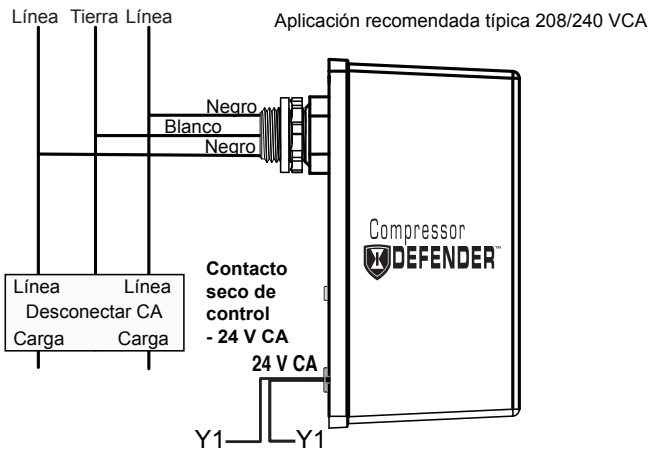 Línea Tierra Línea
Aplicación recomendada típica 208/240 VCA
Negro
Blanco
Negro
Compressor
DEFENDER™
Línea Línea
Desconectar CA
Carga Carga
Contacto
seco de
control
- 24 V CA
24 V CA
Y1 Y1